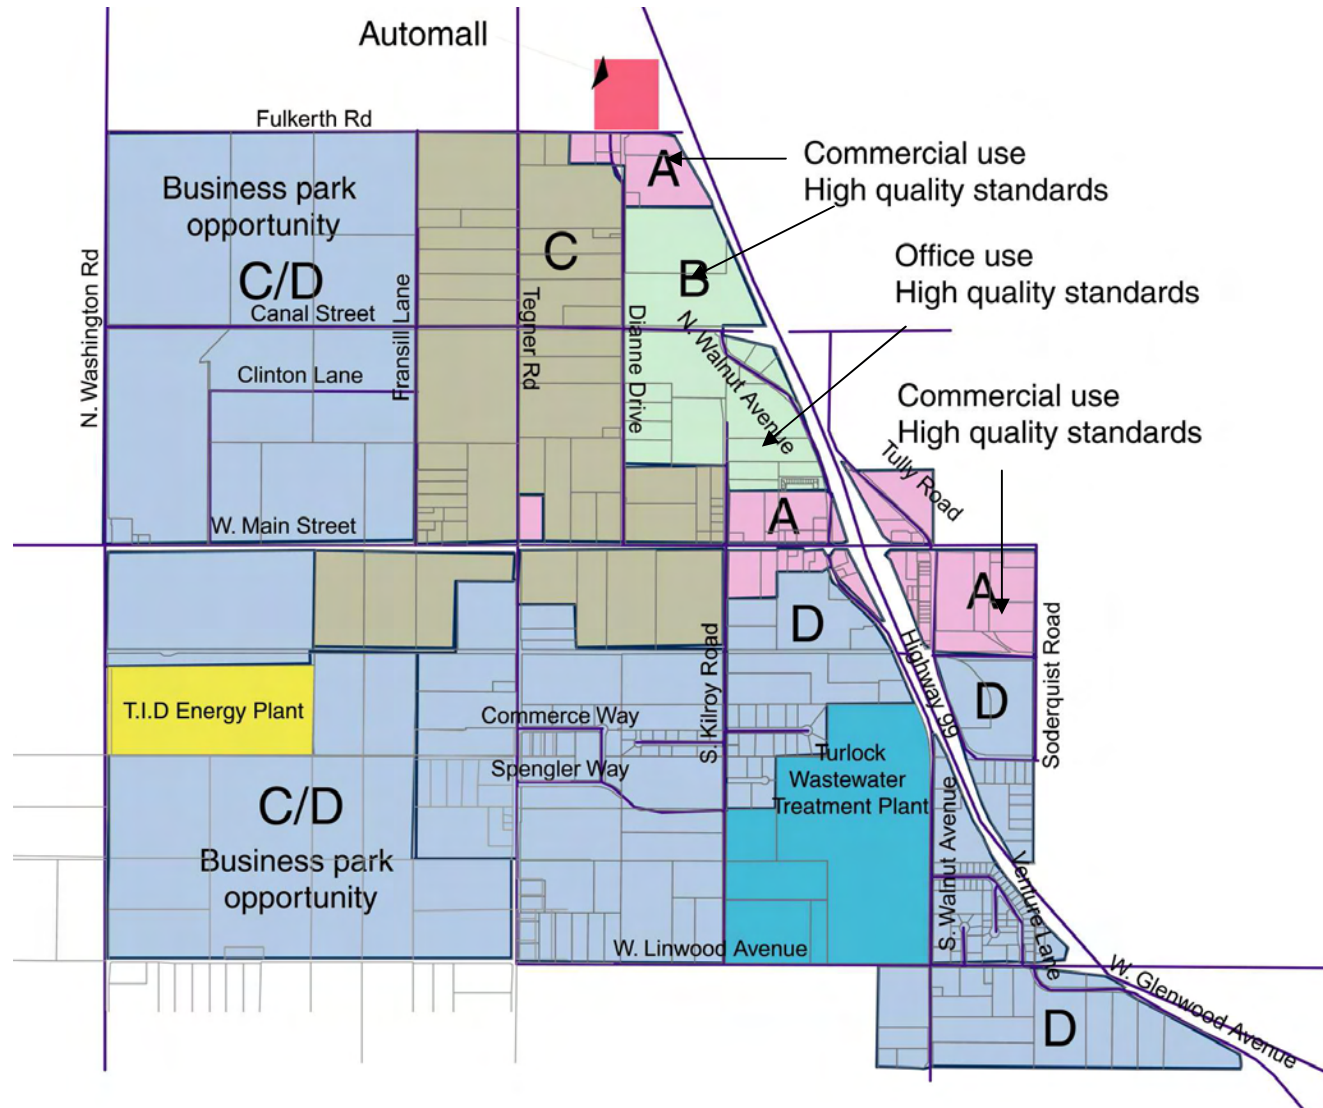 Automall
Fulkerth Rd
Commercial use
High quality standards
A
Business park
opportunity
C/D
C
B
Office use
High quality standards
N. Washington Rd
Canal Street
Fransill Lane
Tegner Rd
Dianne Drive
N. Walnut Avenue
Clinton Lane
Commercial use
High quality standards
Tully Road
W. Main Street
A
A
D
Highway 99
Soderquist Road
S. Kilroy Road
D
T.I.D Energy Plant
Commerce Way
Spengler Way
Turlock
Wastewater
Treatment Plant
C/D
Business park
opportunity
S. Walnut Avenue
Venture Lane
W. Linwood Avenue
W. Glenwood Avenue
D